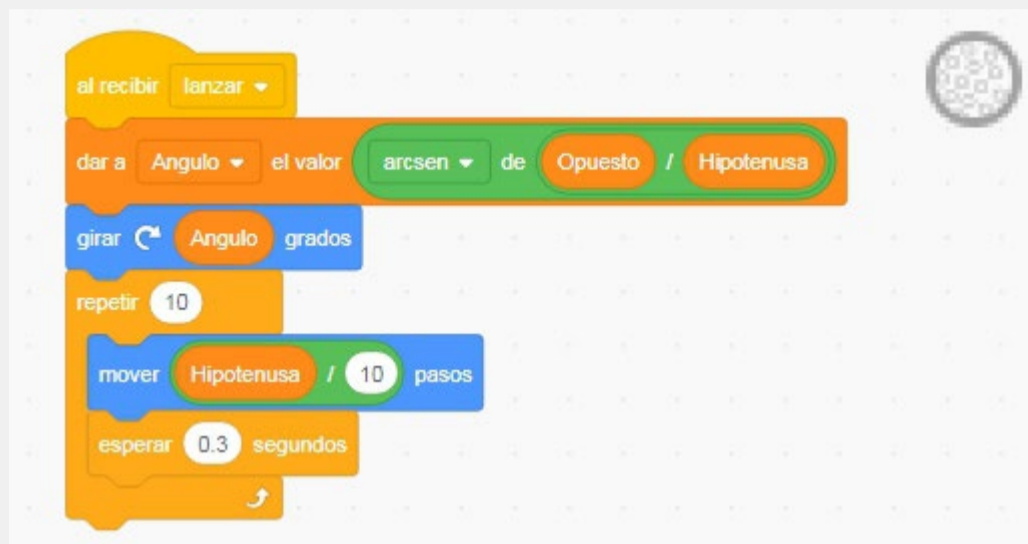 al recibir lanzar
dar a Angulo el valor arcsen de Opuesto / Hipotenusa
girar Angulo grados
repetir 10
mover Hipotenusa / 10 pasos
esperar 0.3 segundos